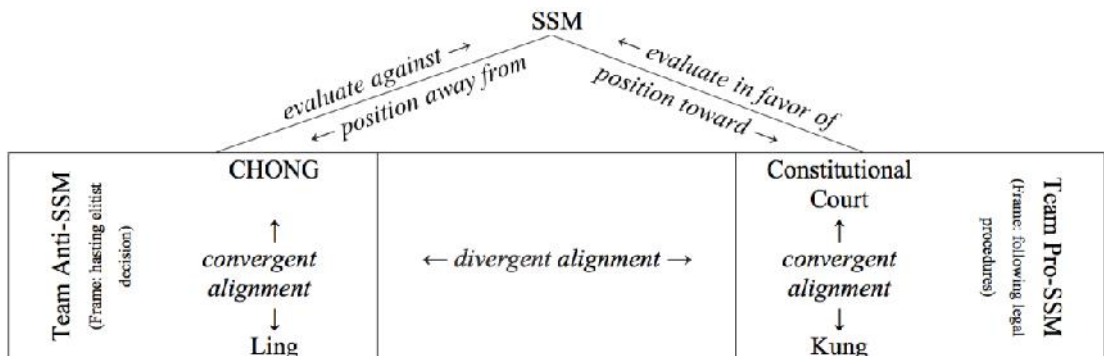 SSM
evaluate against →
← position away from
← evaluate in favor of
position toward →
Team Anti-SSM
(Frame: hasting elitist
decision)
CHONG
↑
convergent
alignment
↓
Ling
← divergent alignment →
Constitutional
Court
↑
convergent
alignment
↓
Kung
Team Pro-SSM
(Frame: following legal
procedures)